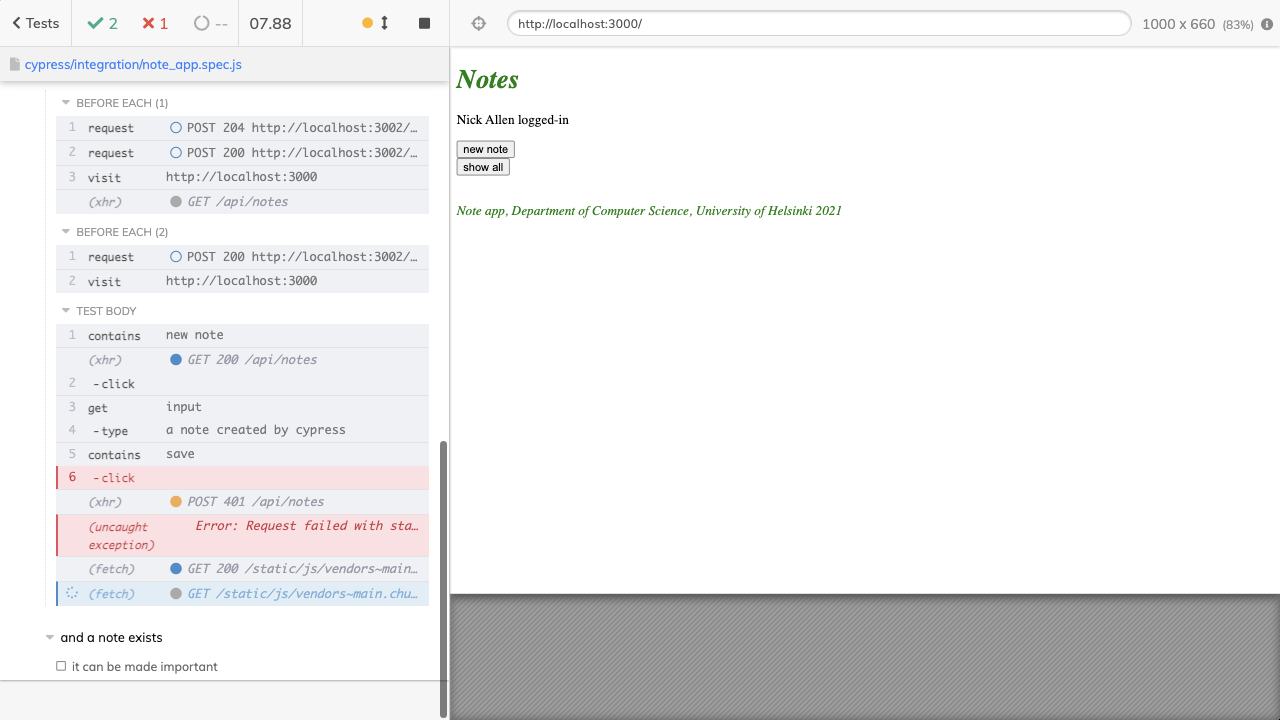 Tests
2
1
--
07.88
http://localhost:3000/
1000 x 660 (83%)
cypress/integration/note_app.spec.js
BEFORE EACH (1)
1 request POST 204 http://localhost:3002/…
2 request POST 200 http://localhost:3002/…
3 visit http://localhost:3000
(xhr) GET /api/notes
BEFORE EACH (2)
1 request POST 200 http://localhost:3002/…
2 visit http://localhost:3000
TEST BODY
1 contains new note
(xhr) GET 200 /api/notes
2 -click
3 get input
4 -type a note created by cypress
5 contains save
6 -click
(xhr) POST 401 /api/notes
(uncaught exception) Error: Request failed with sta…
(fetch) GET 200 /static/js/vendors~main…
(fetch) GET /static/js/vendors~main.chu…
and a note exists
it can be made important
Notes
Nick Allen logged-in
new note
show all
Note app, Department of Computer Science, University of Helsinki 2021